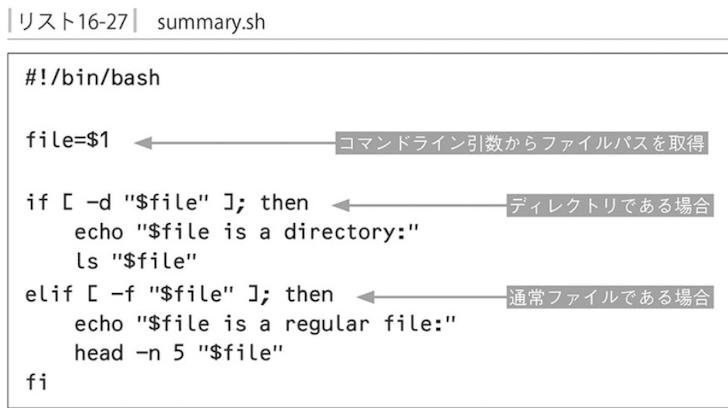 リスト16-27 summary.sh
#!/bin/bash
file=$1 コマンドライン引数からファイルパスを取得
if [ -d "$file" ]; then ディレクトリである場合
echo "$file is a directory:"
ls "$file"
elif [ -f "$file" ]; then 通常ファイルである場合
echo "$file is a regular file:"
head -n 5 "$file"
fi